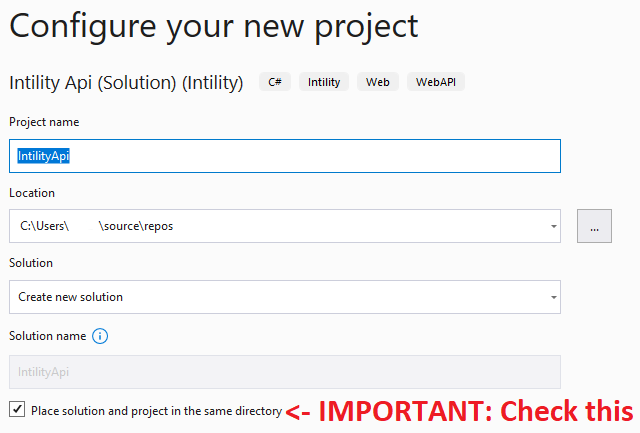 Configure your new project
Intility Api (Solution) (Intility) C# Intility Web WebAPI
Project name
IntilityApi
Location
C:\Users\ \source\repos
...
Solution
Create new solution
Solution name
IntilityApi
Place solution and project in the same directory <- IMPORTANT: Check this